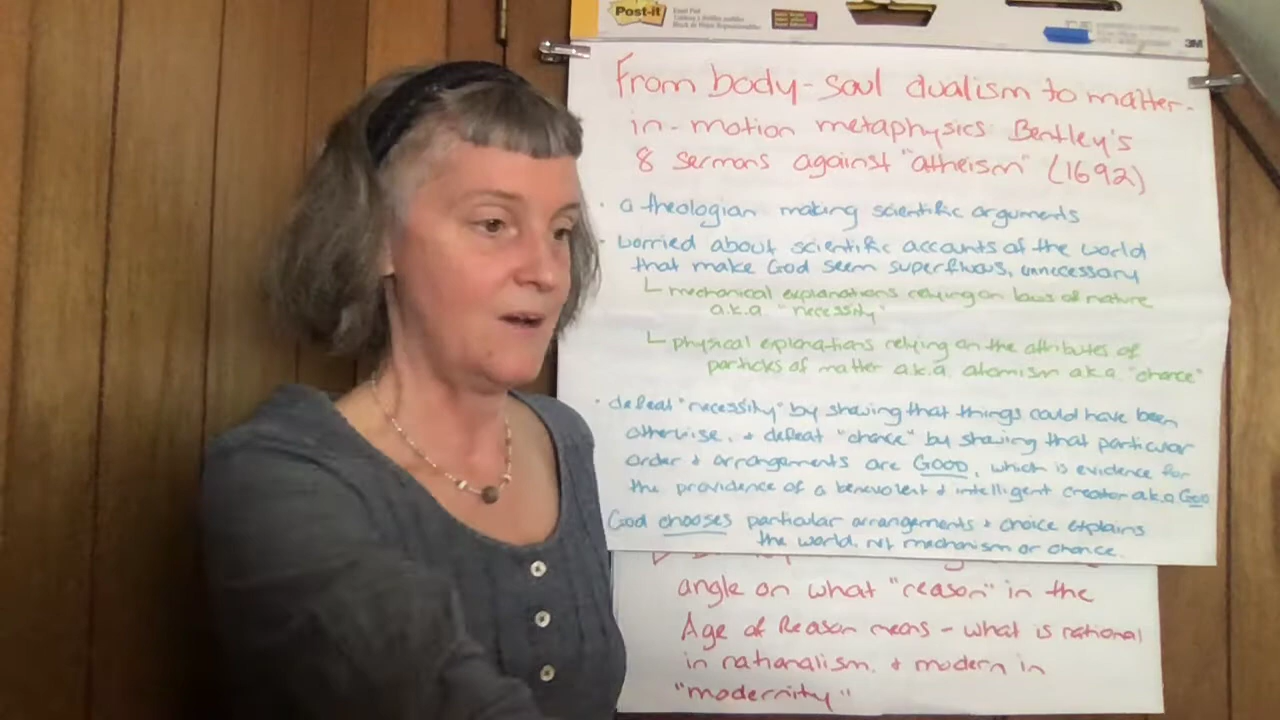 Post-it
3M
From body-soul dualism to matter-
in-motion metaphysics: Bentley's
8 sermons against "atheism" (1692)
• a theologian making scientific arguments
• worried about scientific accounts of the world
that make God seem superfluous, unnecessary
└ mechanical explanations relying on laws of nature
a.k.a. "necessity"
└ physical explanations relying on the attributes of
particles of matter a.k.a. atomism a.k.a. "chance"
• defeat "necessity" by showing that things could have been
otherwise, + defeat "chance" by showing that particular
order + arrangements are GOOD, which is evidence for
the providence of a benevolent + intelligent creator a.k.a. God
God chooses particular arrangements + choice explains
the world, not mechanism or chance.
angle on what "reason" in the
Age of Reason means - what is rational
in rationalism, + modern in
"modernity"